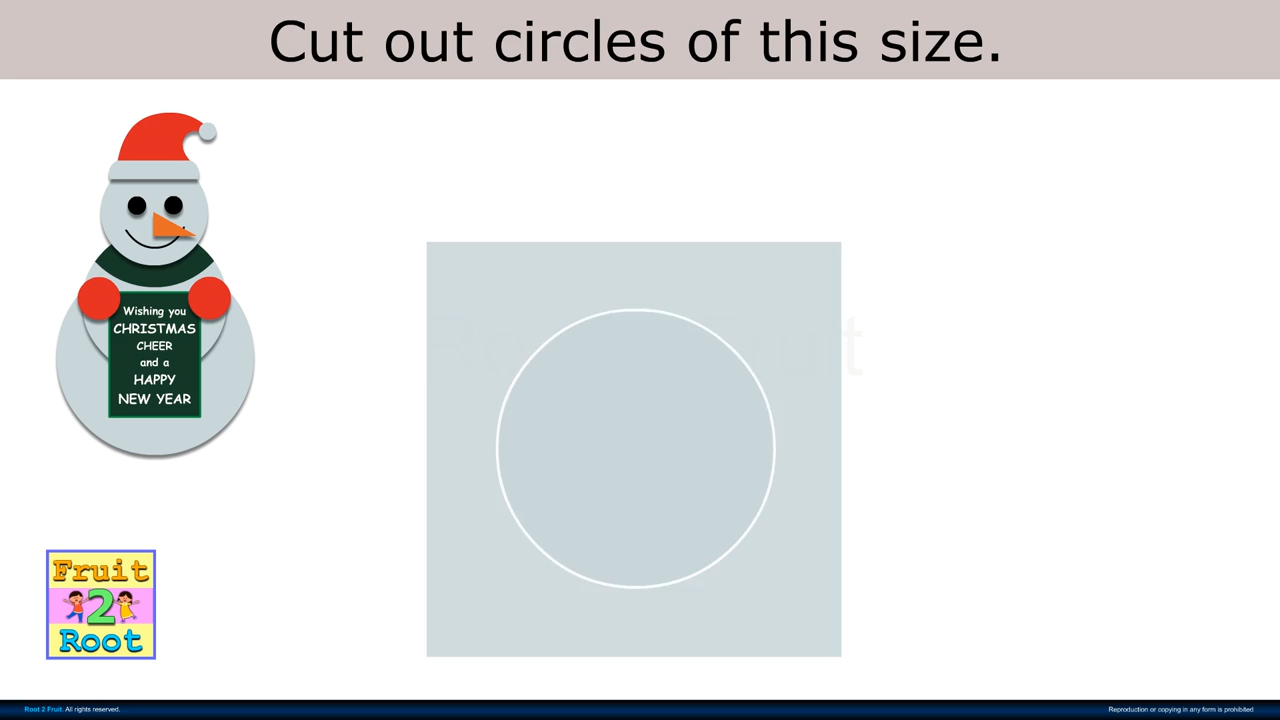 Cut out circles of this size.
Wishing you
CHRISTMAS
CHEER
and a
HAPPY
NEW YEAR
Fruit
2
Root
Root 2 Fruit. All rights reserved.
Reproduction or copying in any form is prohibited